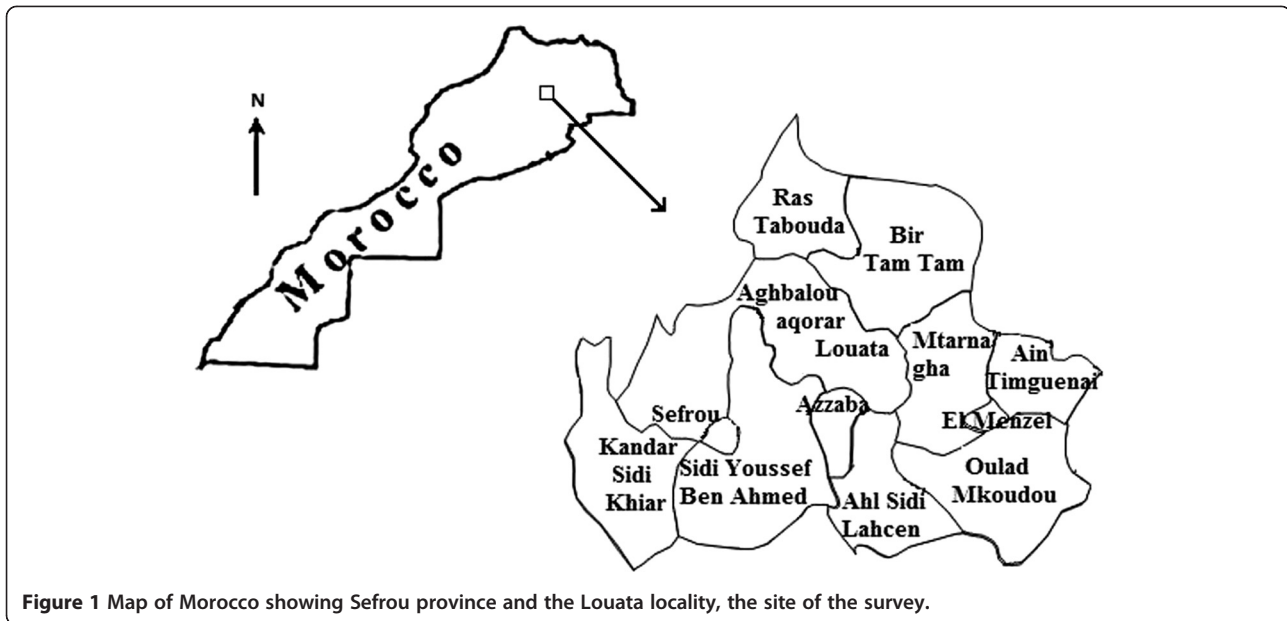 N
Morocco
Ras
Tabouda
Bir
Tam Tam
Aghbalou
aqorar
Louata
Mtarna
gha
Ain
Timguenai
Azzaba
Sefrou
El Menzel
Kandar
Sidi
Khiar
Sidi Youssef
Ben Ahmed
Oulad
Mkoudou
Ahl Sidi
Lahcen
Figure 1 Map of Morocco showing Sefrou province and the Louata locality, the site of the survey.